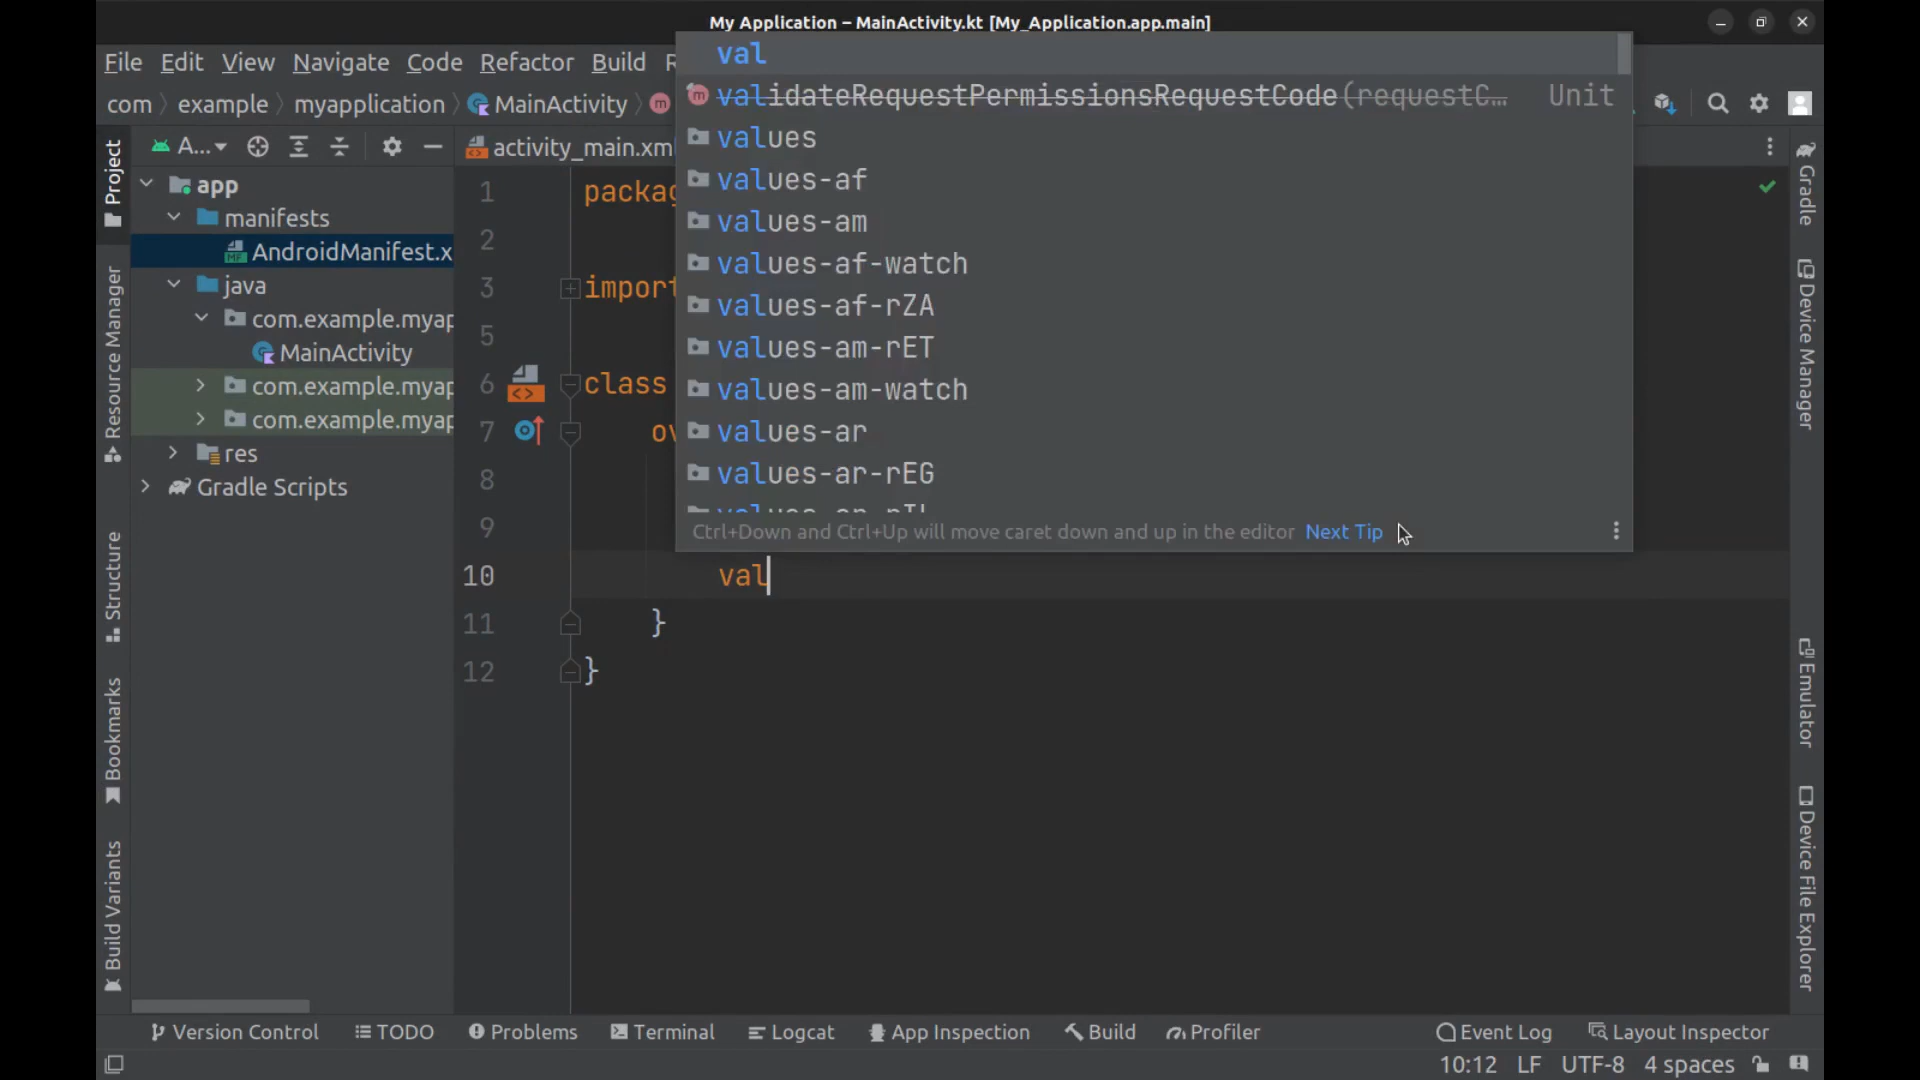 My Application – MainActivity.kt [My_Application.app.main]
File Edit View Navigate Code Refactor Build
com example myapplication MainActivity
A...
activity_main.xml
Project
Resource Manager
Structure
Bookmarks
Build Variants
app
manifests
AndroidManifest.x
java
com.example.myap
MainActivity
com.example.myap
com.example.myap
res
Gradle Scripts
val
validateRequestPermissionsRequestCode(requestC… Unit
values
values-af
values-am
values-af-watch
values-af-rZA
values-am-rET
values-am-watch
values-ar
values-ar-rEG
Ctrl+Down and Ctrl+Up will move caret down and up in the editor Next Tip
1 packag
2
3 import
5
6 class
7 ov
8
9
10 val
11 }
12 }
Gradle
Device Manager
Emulator
Device File Explorer
Version Control TODO Problems Terminal Logcat App Inspection Build Profiler Event Log Layout Inspector
10:12 LF UTF-8 4 spaces